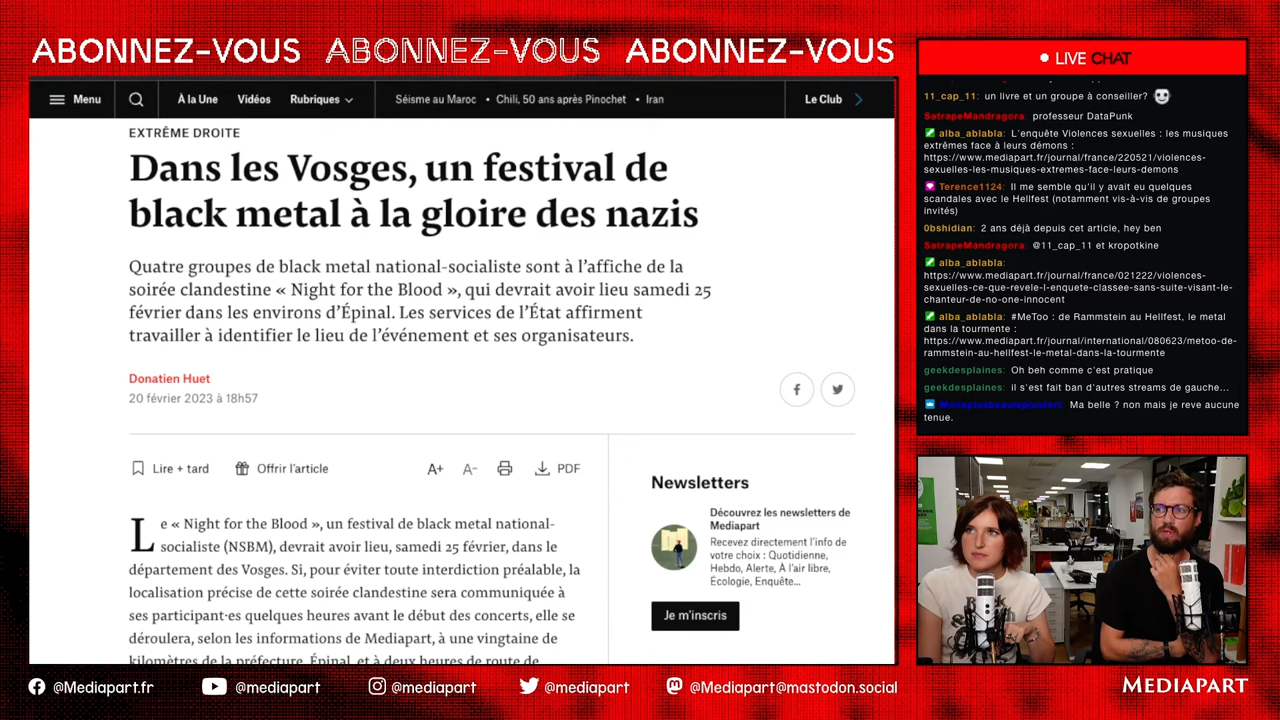 ABONNEZ-VOUS ABONNEZ-VOUS ABONNEZ-VOUS
Menu
À la Une Vidéos Rubriques
Séisme au Maroc • Chili, 50 ans après Pinochet • Iran
Le Club
EXTRÊME DROITE
Dans les Vosges, un festival de
black metal à la gloire des nazis
Quatre groupes de black metal national-socialiste sont à l’affiche de la
soirée clandestine « Night for the Blood », qui devrait avoir lieu samedi 25
février dans les environs d’Épinal. Les services de l’État affirment
travailler à identifier le lieu de l’événement et ses organisateurs.
Donatien Huet
20 février 2023 à 18h57
Lire + tard
Offrir l’article
A+ A- PDF
Le « Night for the Blood », un festival de black metal national-
socialiste (NSBM), devrait avoir lieu, samedi 25 février, dans le
département des Vosges. Si, pour éviter toute interdiction préalable, la
localisation précise de cette soirée clandestine sera communiquée à
ses participant·es quelques heures avant le début des concerts, elle se
déroulera, selon les informations de Mediapart, à une vingtaine de
kilomètres de la préfecture, Épinal, et à deux heures de route de
Newsletters
Découvrez les newsletters de
Mediapart
Recevez directement l’info de
votre choix : Quotidienne,
Hebdo, Alerte, À l’air libre,
Écologie, Enquête...
Je m’inscris
LIVE CHAT
11_cap_11: un livre et un groupe à conseiller?
SatrapeMandragora: professeur DataPunk
alba_ablabla: L’enquête Violences sexuelles : les musiques
extrêmes face à leurs démons :
https://www.mediapart.fr/journal/france/220521/violences-
sexuelles-les-musiques-extremes-face-leurs-demons
Terence1124: Il me semble qu’il y avait eu quelques
scandales avec le Hellfest (notamment vis-à-vis de groupes
invités)
0bshidian: 2 ans déjà depuis cet article, hey ben
SatrapeMandragora: @11_cap_11 et kropotkine
alba_ablabla:
https://www.mediapart.fr/journal/france/021222/violences-
sexuelles-ce-que-revele-l-enquete-classee-sans-suite-visant-le-
chanteur-de-no-one-innocent
alba_ablabla: #MeToo : de Rammstein au Hellfest, le metal
dans la tourmente :
https://www.mediapart.fr/journal/international/080623/metoo-de-
rammstein-au-hellfest-le-metal-dans-la-tourmente
geekdesplaines: Oh beh comme c’est pratique
geekdesplaines: il s’est fait ban d’autres streams de gauche...
Ma belle ? non mais je reve aucune
tenue.
@Mediapart.fr @mediapart @mediapart @mediapart @Mediapart@mastodon.social
MEDIAPART